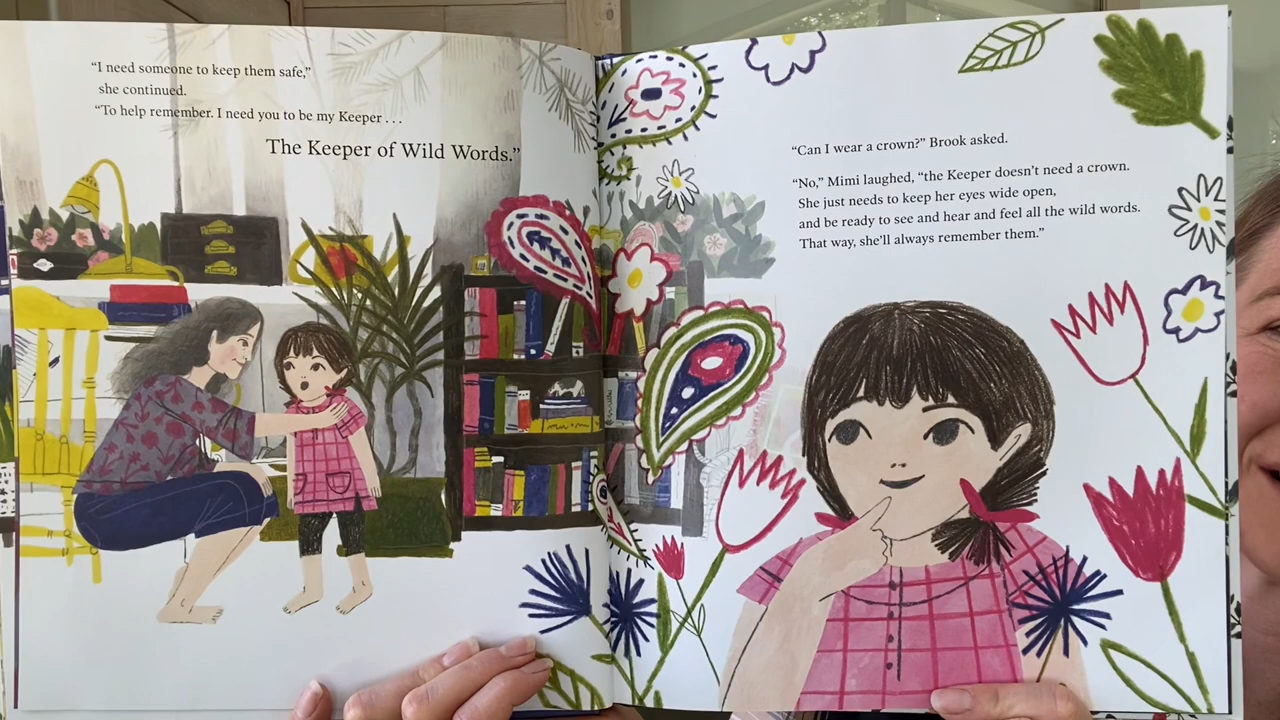 “I need someone to keep them safe,”
she continued.
“To help remember. I need you to be my Keeper . . .
The Keeper of Wild Words.”
“Can I wear a crown?” Brook asked.
“No,” Mimi laughed, “the Keeper doesn’t need a crown.
She just needs to keep her eyes wide open,
and be ready to see and hear and feel all the wild words.
That way, she’ll always remember them.”